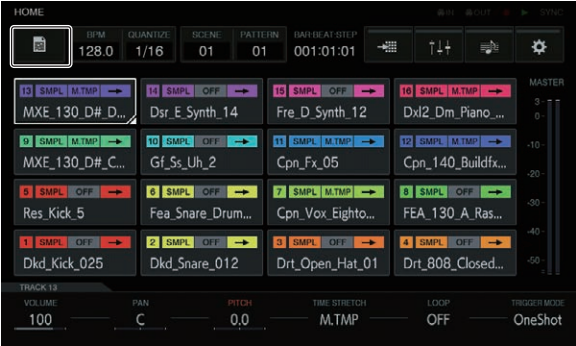 HOME IN OUT SYNC
BPM QUANTIZE SCENE PATTERN BAR:BEAT:STEP
128.0 1/16 01 01 001:01:01
13 SMPL M.TMP 14 SMPL OFF 15 SMPL OFF 16 SMPL M.TMP MASTER
MXE_130_D#_D... Dsr_E_Synth_14 Fre_D_Synth_12 Dxl2_Dm_Piano_...
3
0
9 SMPL M.TMP 10 SMPL OFF 11 SMPL M.TMP 12 SMPL M.TMP
-10
MXE_130_D#_C... Gf_Ss_Uh_2 Cpn_Fx_05 Cpn_140_Buildfx...
-20
5 SMPL OFF 6 SMPL OFF 7 SMPL M.TMP 8 SMPL OFF
-30
Res_Kick_5 Fea_Snare_Drum... Cpn_Vox_Eighto... FEA_130_A_Ras...
-40
1 SMPL OFF 2 SMPL OFF 3 SMPL OFF 4 SMPL OFF
-50
Dkd_Kick_025 Dkd_Snare_012 Drt_Open_Hat_01 Drt_808_Closed...
TRACK 13
VOLUME PAN PITCH TIME STRETCH LOOP TRIGGER MODE
100 C 0.0 M.TMP OFF OneShot